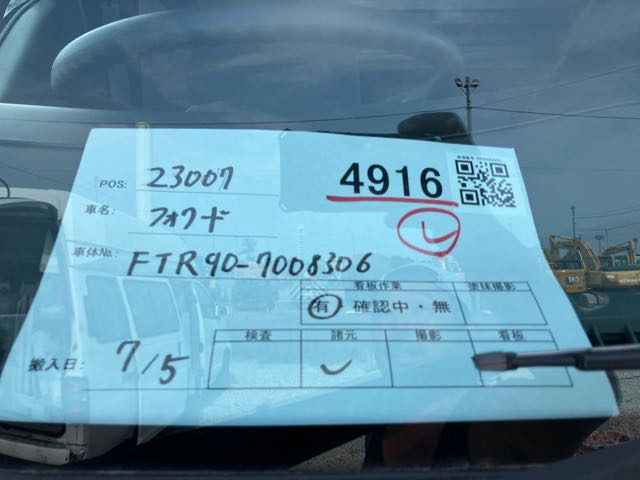 POS: 23007
4916
車名: フォワード
車体No.: FTR90-7008306
看板作業 塗抹撮影
有 確認中・無
搬入日: 7/5
検査 諸元 撮影 看板